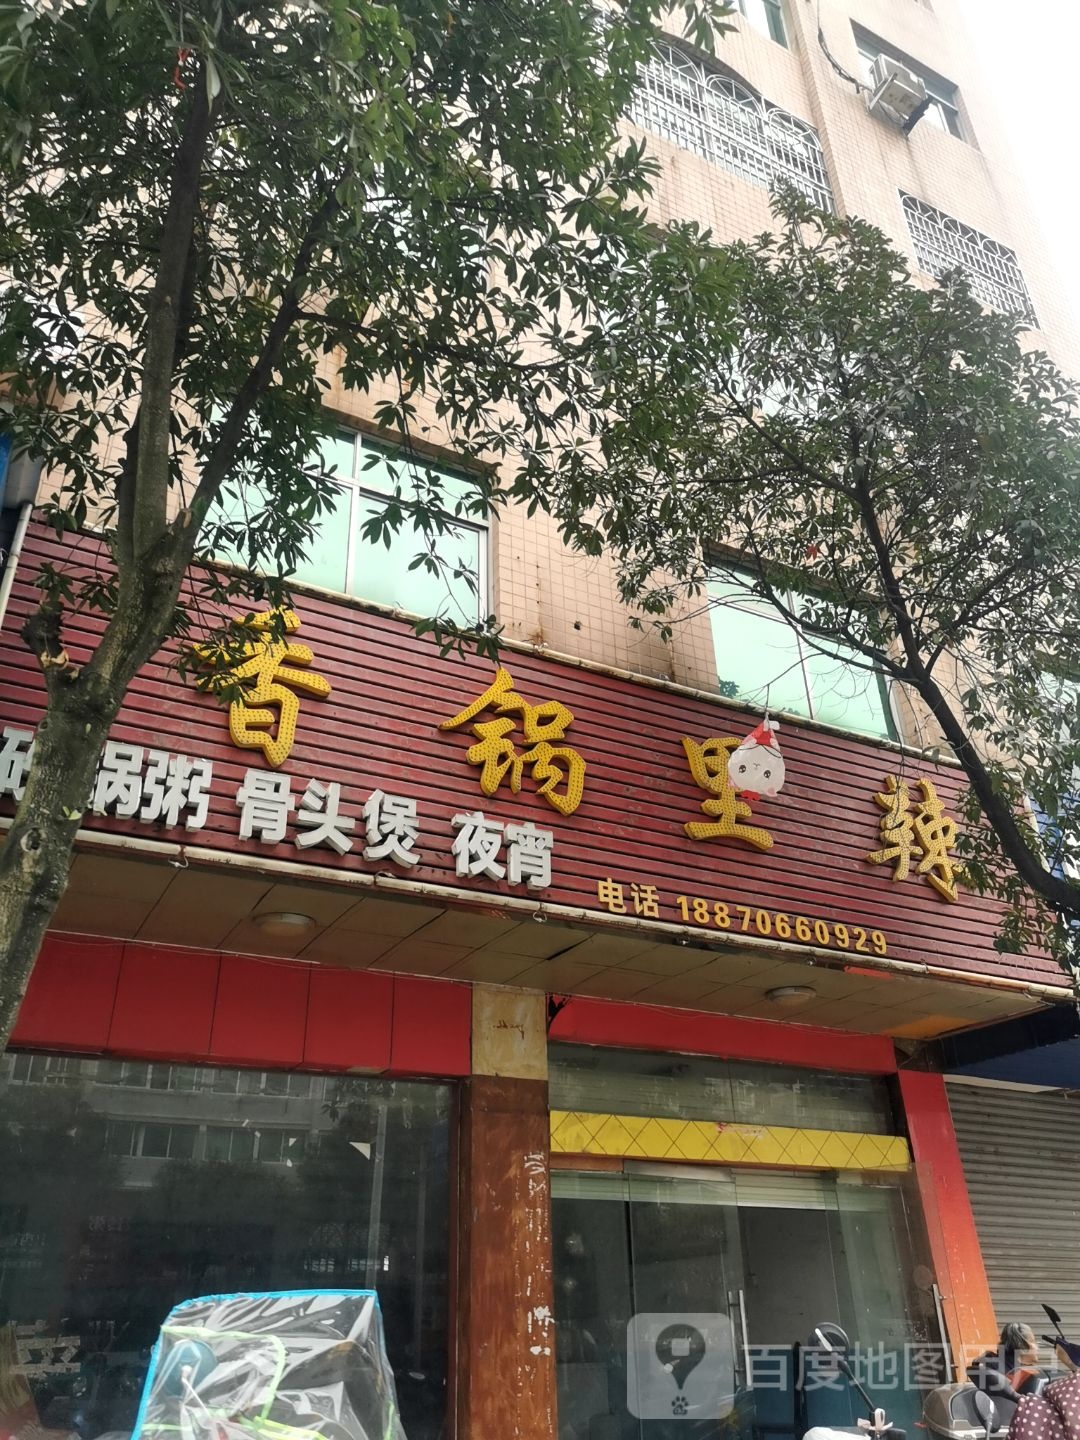 香锅里辣
砂锅粥 骨头煲 夜宵
电话 18870660929
百度地图用户